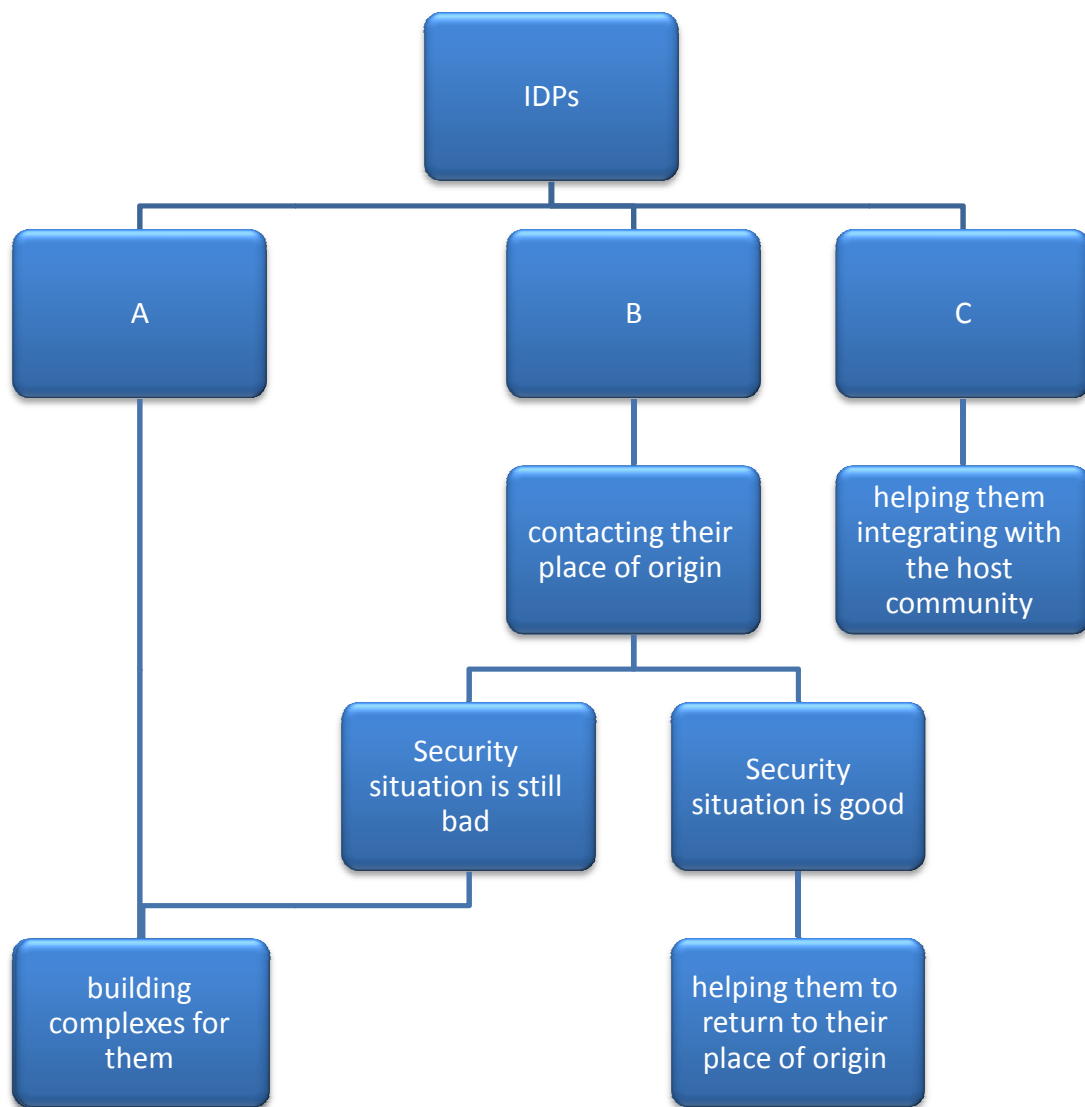 IDPs
A
B
C
contacting their
place of origin
helping them
integrating with
the host
community
Security
situation is still
bad
Security
situation is good
building
complexes for
them
helping them to
return to their
place of origin